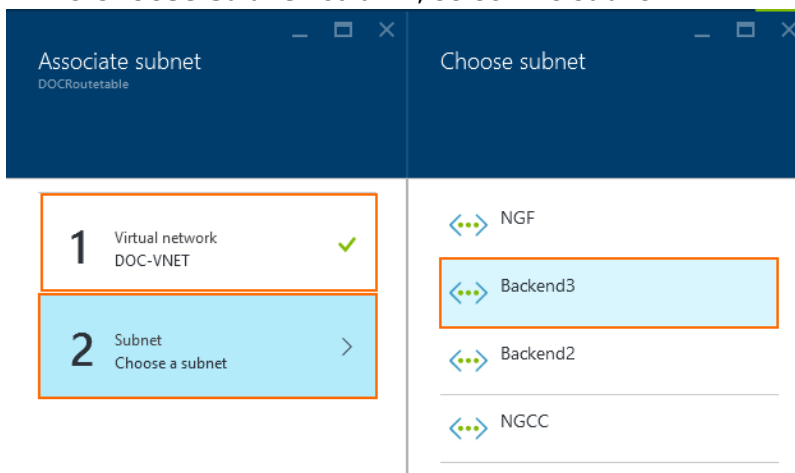 Associate subnet
DOCRoutetable
Choose subnet
1
Virtual network
DOC-VNET
2
Subnet
Choose a subnet
NGF
Backend3
Backend2
NGCC